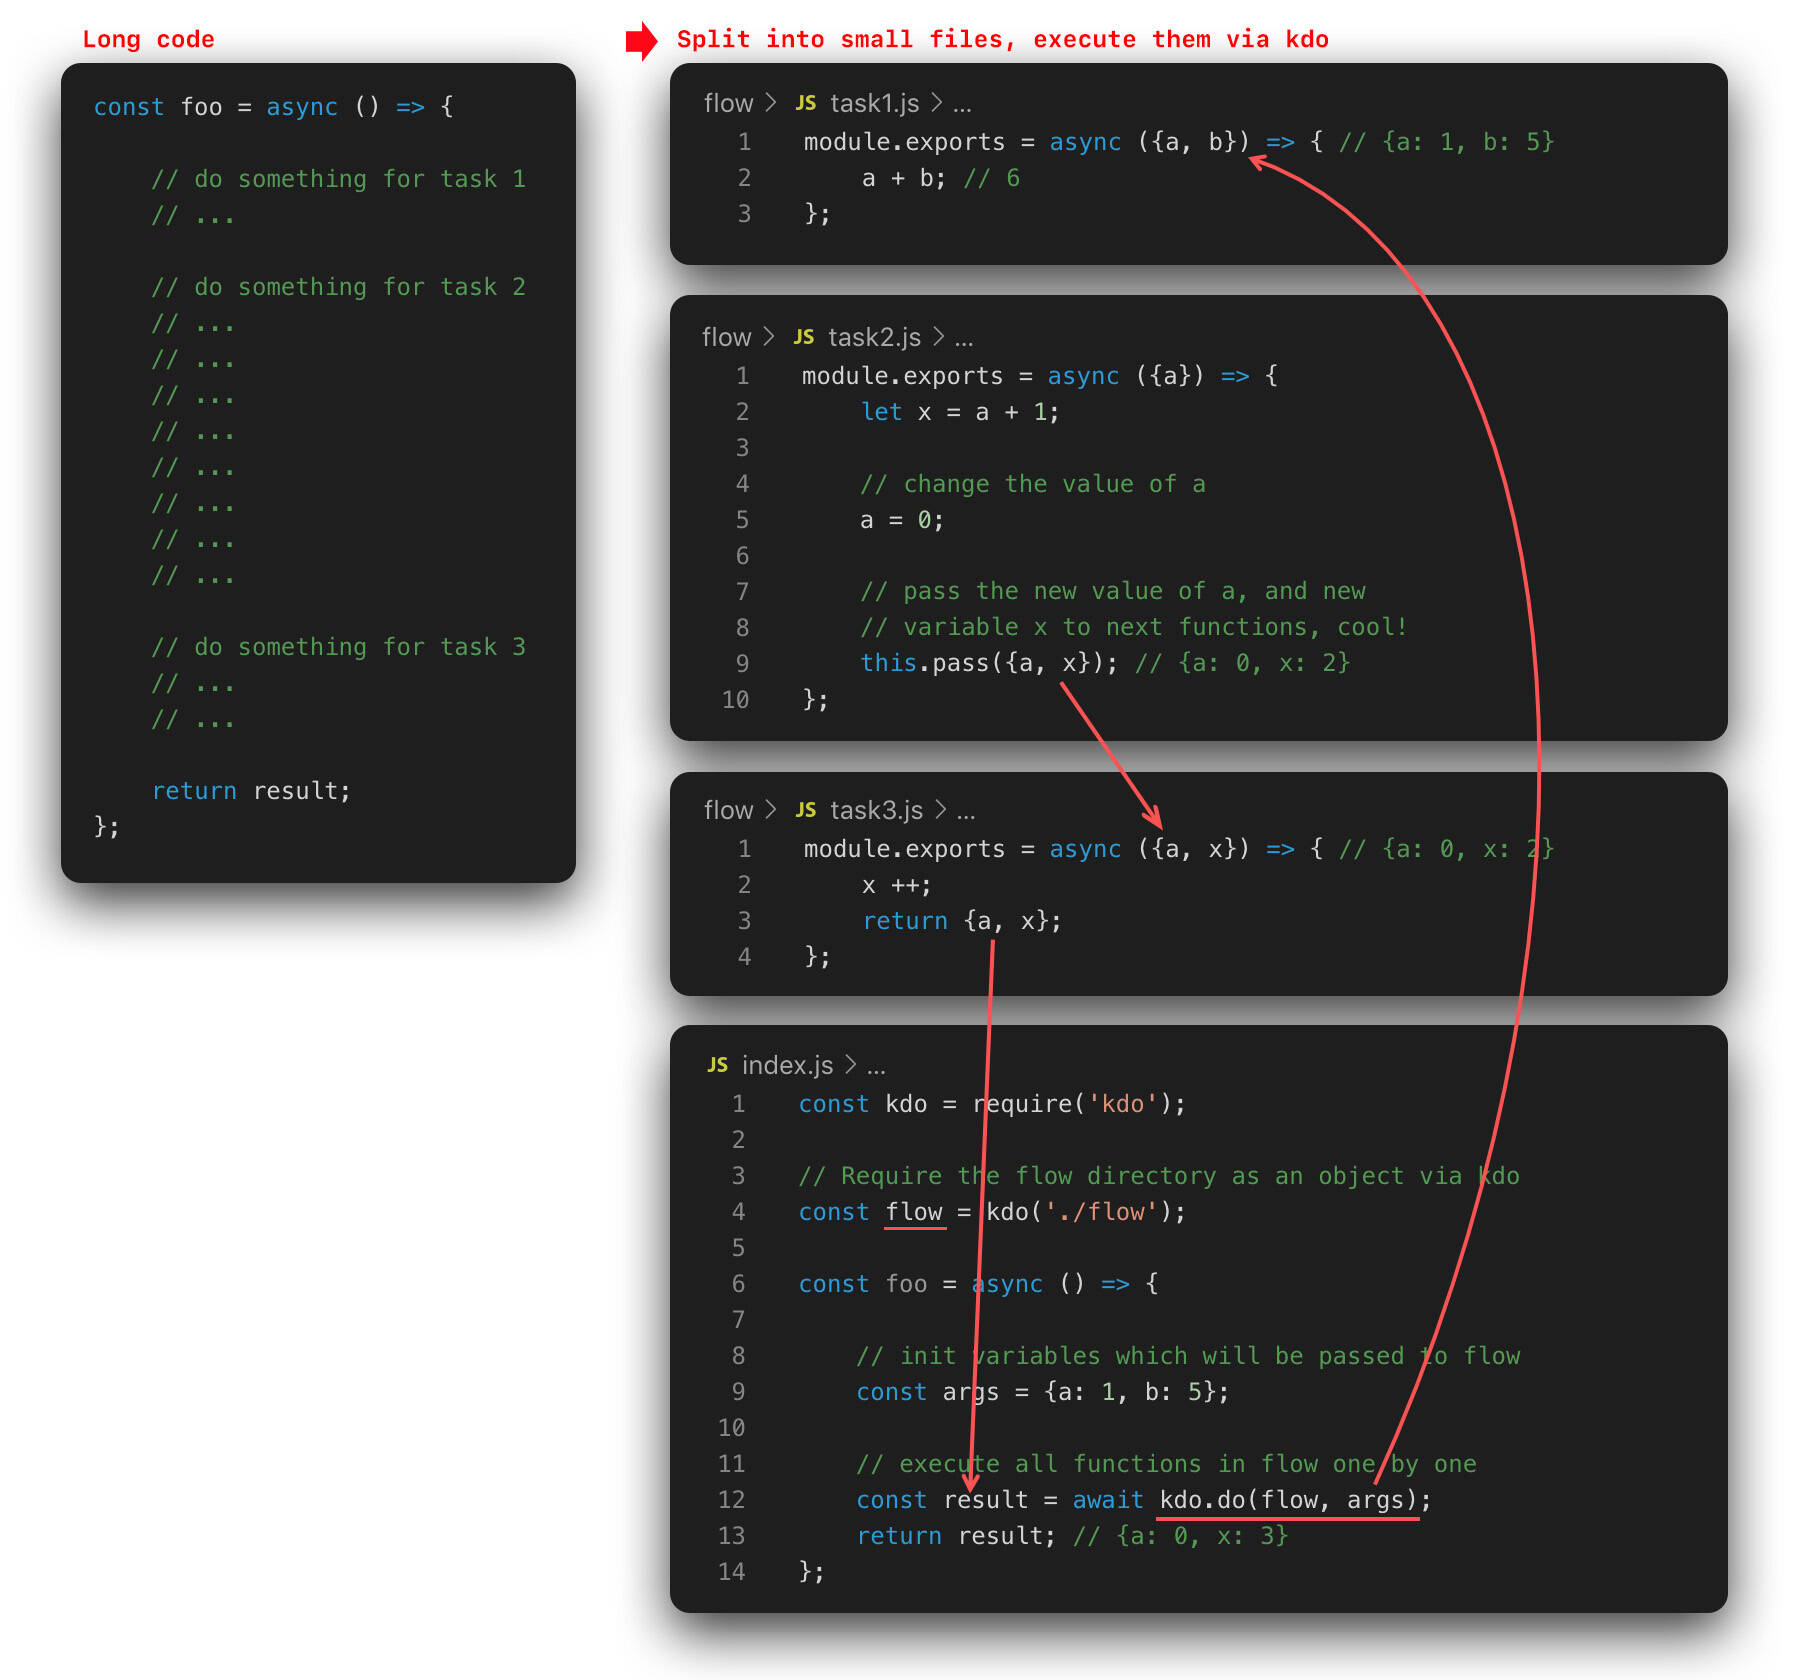 Long code
const foo = async () => {
// do something for task 1
// ...
// do something for task 2
// ...
// ...
// ...
// ...
// ...
// ...
// ...
// ...
// do something for task 3
// ...
// ...
return result;
};
Split into small files, execute them via kdo
flow > JS task1.js > ...
1 module.exports = async ({a, b}) => { // {a: 1, b: 5}
2 a + b; // 6
3 };
flow > JS task2.js > ...
1 module.exports = async ({a}) => {
2 let x = a + 1;
3
4 // change the value of a
5 a = 0;
6
7 // pass the new value of a, and new
8 // variable x to next functions, cool!
9 this.pass({a, x}); // {a: 0, x: 2}
10 };
flow > JS task3.js > ...
1 module.exports = async ({a, x}) => { // {a: 0, x: 2}
2 x ++;
3 return {a, x};
4 };
JS index.js > ...
1 const kdo = require('kdo');
2
3 // Require the flow directory as an object via kdo
4 const flow = kdo('./flow');
5
6 const foo = async () => {
7
8 // init variables which will be passed to flow
9 const args = {a: 1, b: 5};
10
11 // execute all functions in flow one by one
12 const result = await kdo.do(flow, args);
13 return result; // {a: 0, x: 3}
14 };